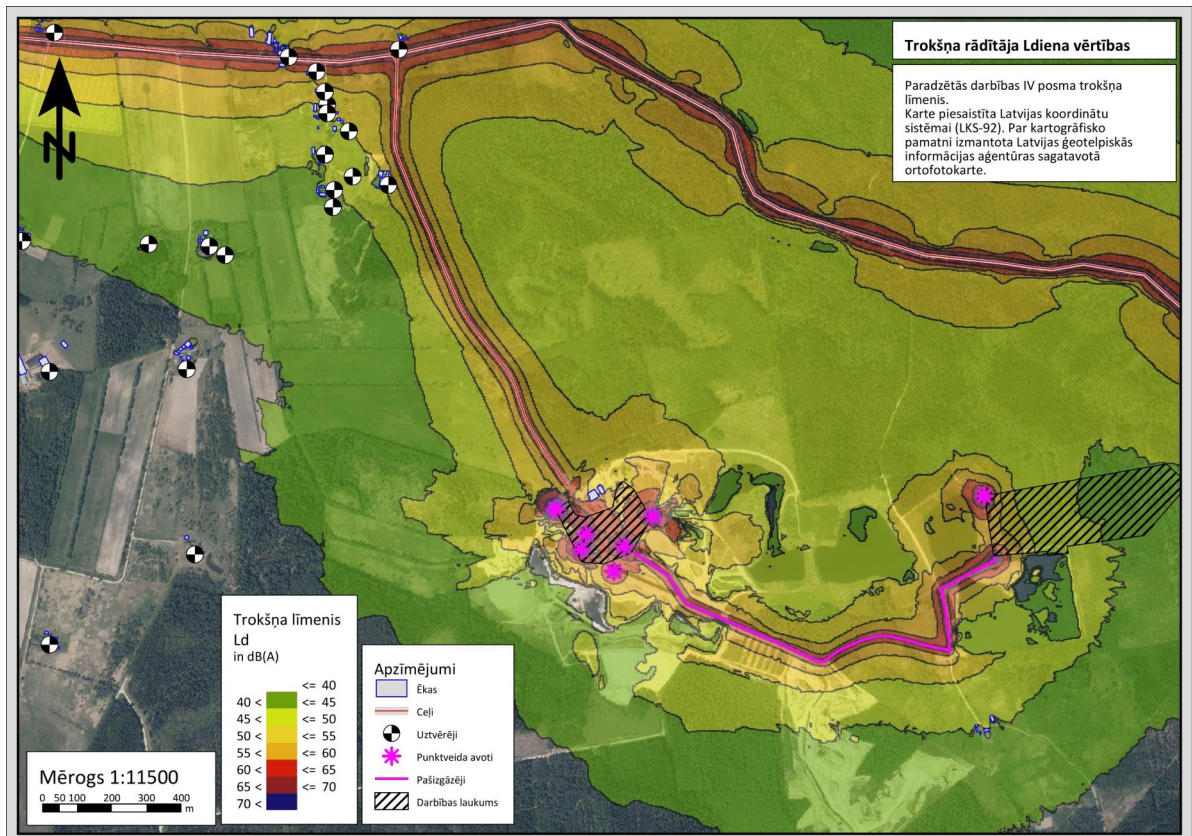 Trokšņa rādītāja Ldiena vērtības
Paradzētās darbības IV posma trokšņa
līmenis.
Karte piesaistīta Latvijas koordinātu
sistēmai (LKS-92). Par kartogrāfisko
pamatni izmantota Latvijas ģeotelpiskās
informācijas aģentūras sagatavotā
ortofotokarte.
N
Trokšņa līmenis
Ld
in dB(A)
<= 40
40 < <= 45
45 < <= 50
50 < <= 55
55 < <= 60
60 < <= 65
65 < <= 70
70 <
Apzīmējumi
Ēkas
Ceļi
Uztvērēji
Punktveida avoti
Pašizgāzēji
Darbības laukums
Mērogs 1:11500
0 50 100 200 300 400
m